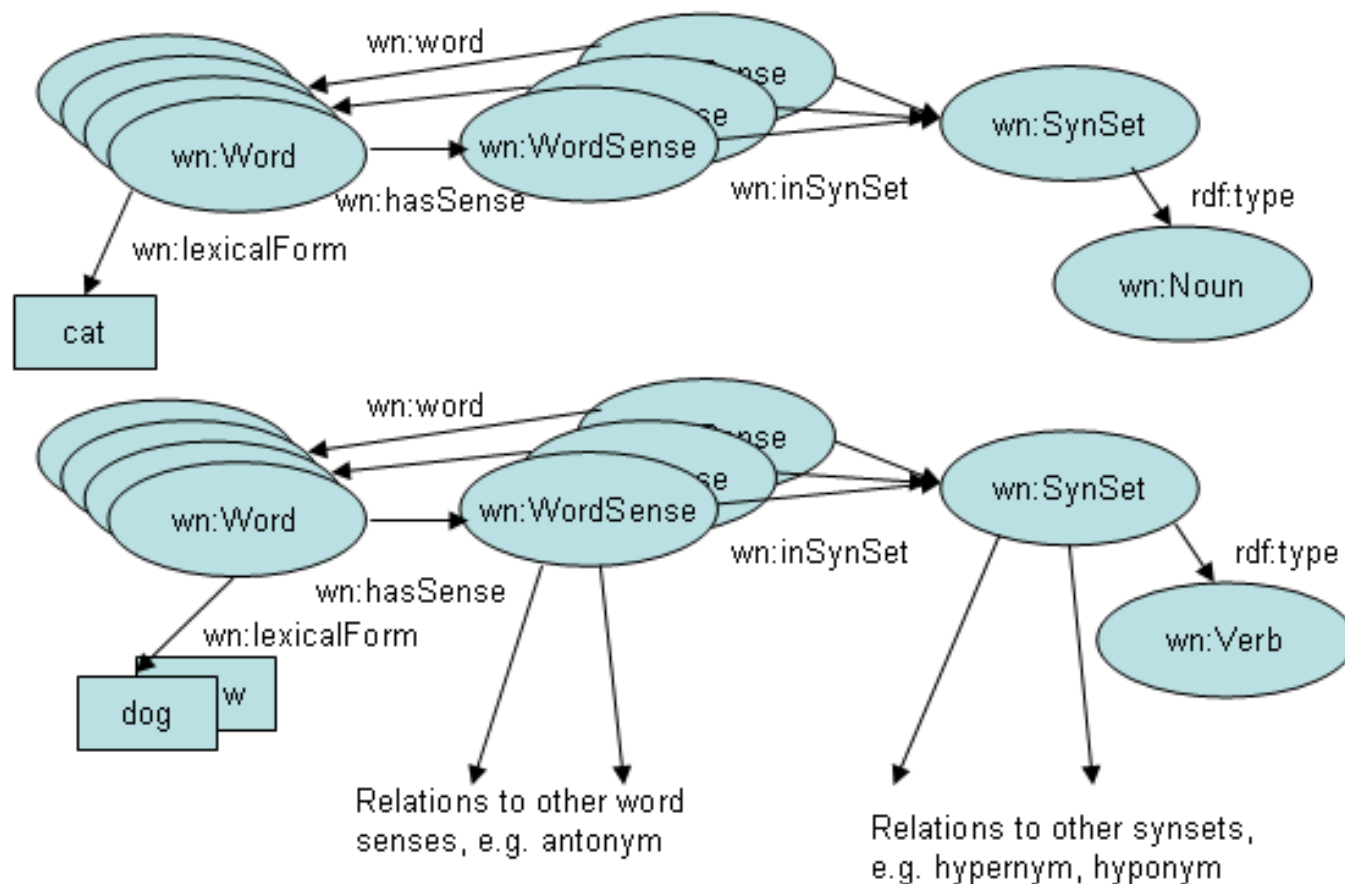 wn:word
wn:Word
wn:WordSense
wn:SynSet
wn:hasSense
wn:inSynSet
rdf:type
wn:lexicalForm
wn:Noun
cat
wn:word
wn:Word
wn:WordSense
wn:SynSet
wn:inSynSet
rdf:type
wn:hasSense
wn:lexicalForm
wn:Verb
w
dog
Relations to other word
senses, e.g. antonym
Relations to other synsets,
e.g. hypernym, hyponym